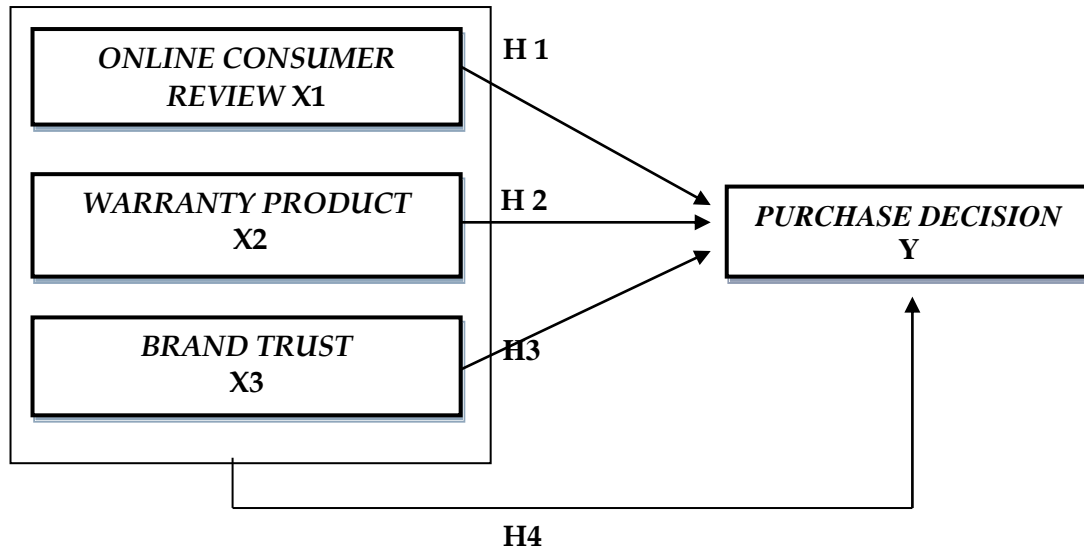 ONLINE CONSUMER
REVIEW X1
H 1
WARRANTY PRODUCT
X2
H 2
PURCHASE DECISION
Y
BRAND TRUST
X3
H3
H4